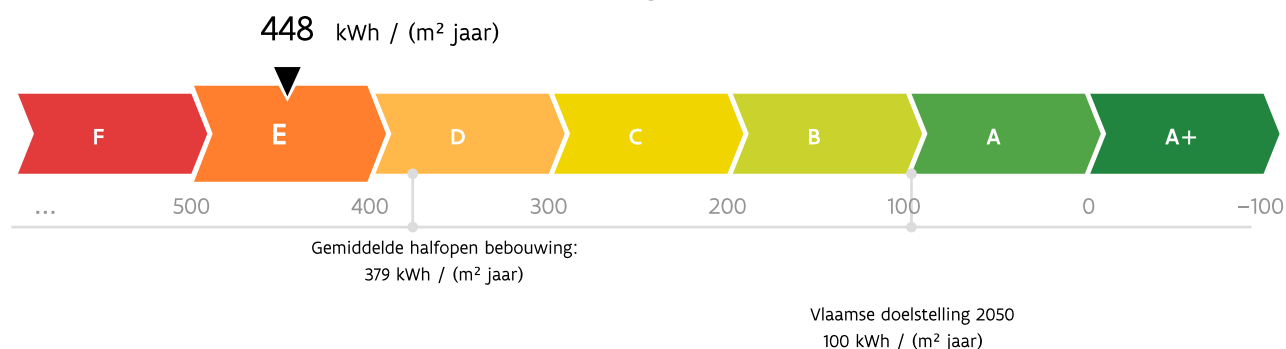 448 kWh / (m² jaar)
F E D C B A A+
... 500 400 300 200 100 0 −100
Gemiddelde halfopen bebouwing:
379 kWh / (m² jaar)
Vlaamse doelstelling 2050
100 kWh / (m² jaar)